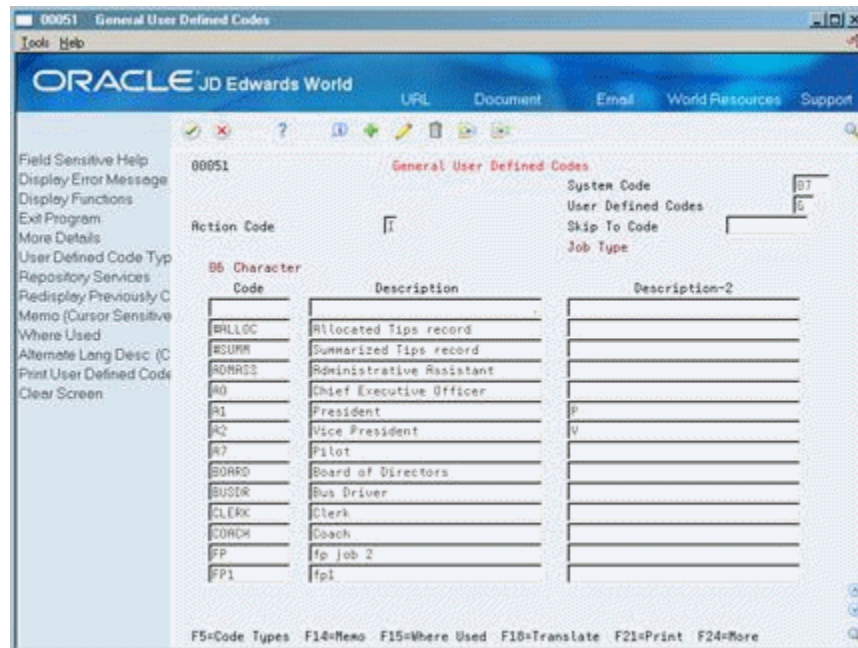 00051 General User Defined Codes
Tools Help
ORACLE JD Edwards World
URL Document Email World Resources Support
Field Sensitive Help
Display Error Message
Display Functions
Exit Program
More Details
User Defined Code Typ
Repository Services
Redisplay Previously C
Memo (Cursor Sensitive
Where Used
Alternate Lang Desc (C
Print User Defined Code
Clear Screen
00051 General User Defined Codes
System Code 07
User Defined Codes G
Action Code I Skip To Code
Job Type
06 Character
Code Description Description-2
#ALLOC Allocated Tips record
#SUMM Summarized Tips record
ADMASS Administrative Assistant
A0 Chief Executive Officer
A1 President P
A2 Vice President V
A7 Pilot
BOARD Board of Directors
BUSDR Bus Driver
CLERK Clerk
COACH Coach
FP fp job 2
FP1 fp1
F5=Code Types F14=Memo F15=Where Used F18=Translate F21=Print F24=More